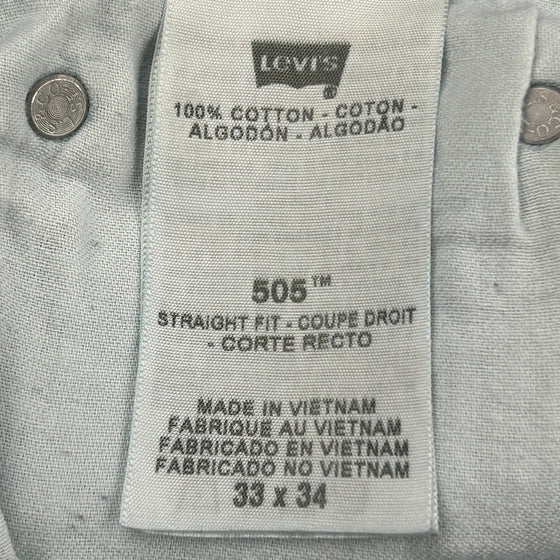 LEVI'S
®
100% COTTON - COTON -
ALGODÓN - ALGODÃO
505™
STRAIGHT FIT - COUPE DROIT
- CORTE RECTO
MADE IN VIETNAM
FABRIQUE AU VIETNAM
FABRICADO EN VIETNAM
FABRICADO NO VIETNAM
33 x 34